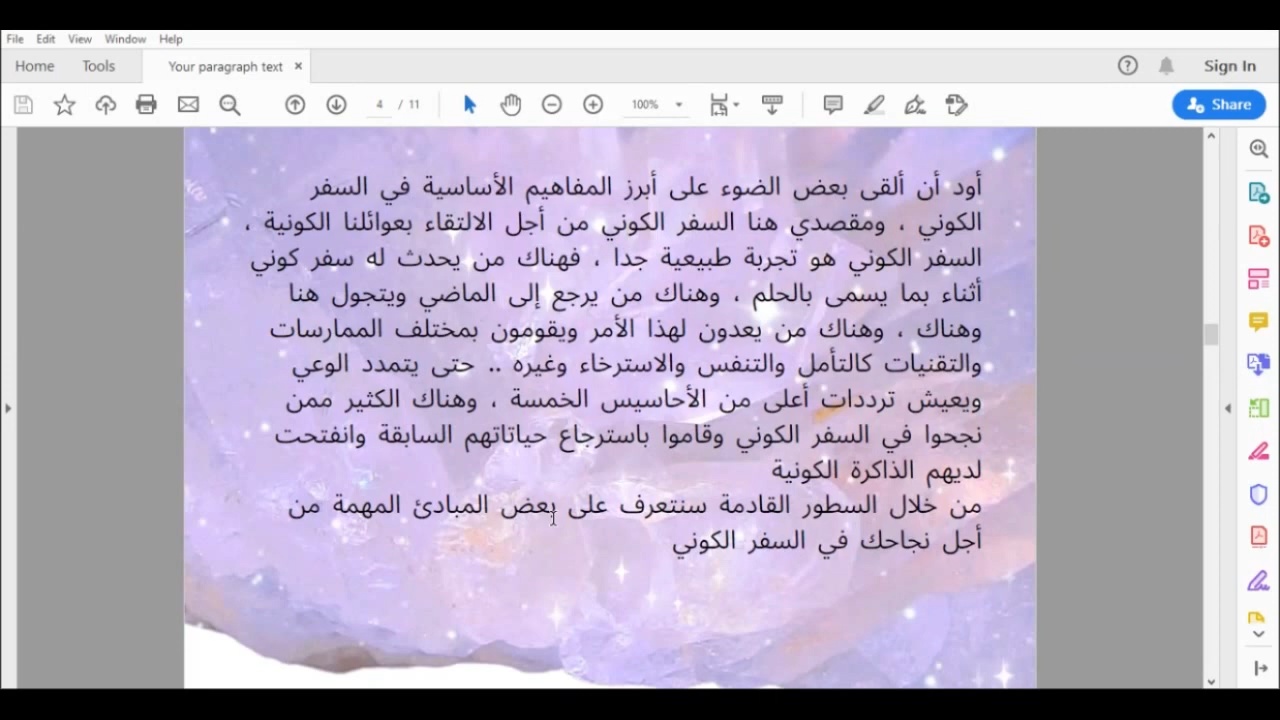 File Edit View Window Help
Home Tools Your paragraph text ×
Sign In
4 / 11
100%
Share
أود أن ألقى بعض الضوء على أبرز المفاهيم الأساسية في السفر
الكوني ، ومقصدي هنا السفر الكوني من أجل الالتقاء بعوائلنا الكونية ،
السفر الكوني هو تجربة طبيعية جدا ، فهناك من يحدث له سفر كوني
أثناء بما يسمى بالحلم ، وهناك من يرجع إلى الماضي ويتجول هنا
وهناك ، وهناك من يعدون لهذا الأمر ويقومون بمختلف الممارسات
والتقنيات كالتأمل والتنفس والاسترخاء وغيره .. حتى يتمدد الوعي
ويعيش ترددات أعلى من الأحاسيس الخمسة ، وهناك الكثير ممن
نجحوا في السفر الكوني وقاموا باسترجاع حياتاتهم السابقة وانفتحت
لديهم الذاكرة الكونية
من خلال السطور القادمة سنتعرف على بعض المبادئ المهمة من
أجل نجاحك في السفر الكوني